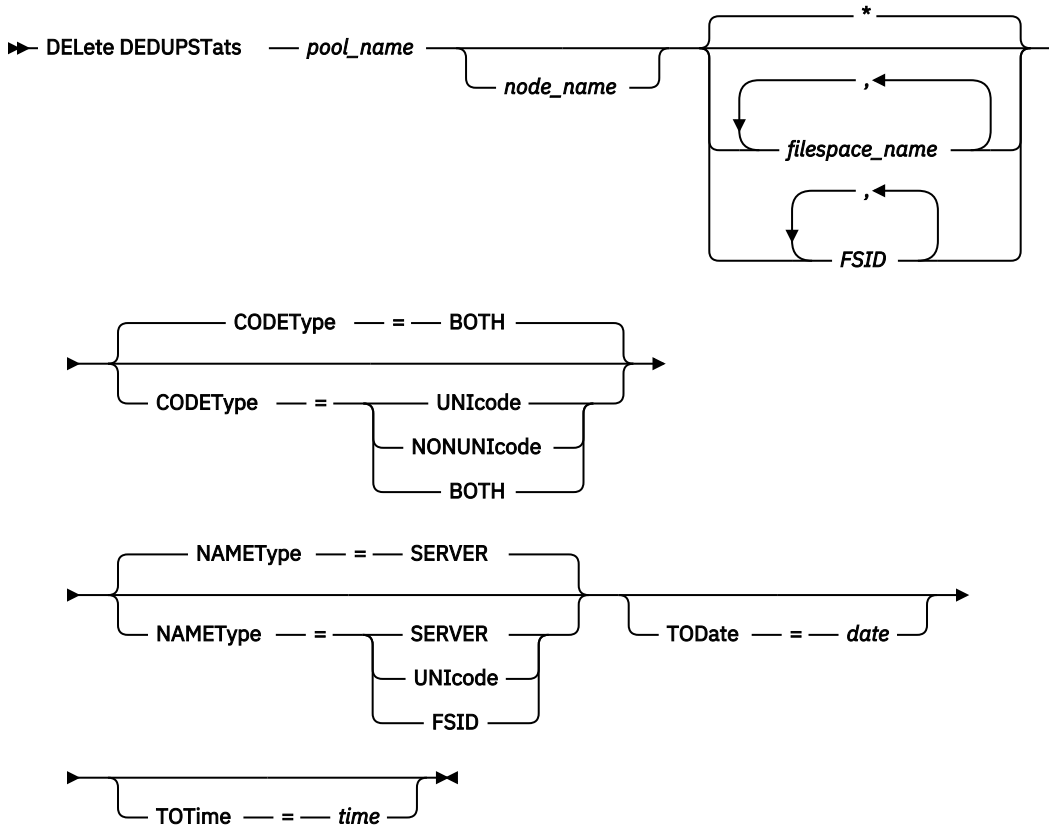 *
DELete DEDUPSTats pool_name
node_name
,
filespace_name
,
FSID
CODEType = BOTH
CODEType = UNIcode
NONUNIcode
BOTH
NAMEType = SERVER
NAMEType = SERVER
TODate = date
UNIcode
FSID
TOTime = time